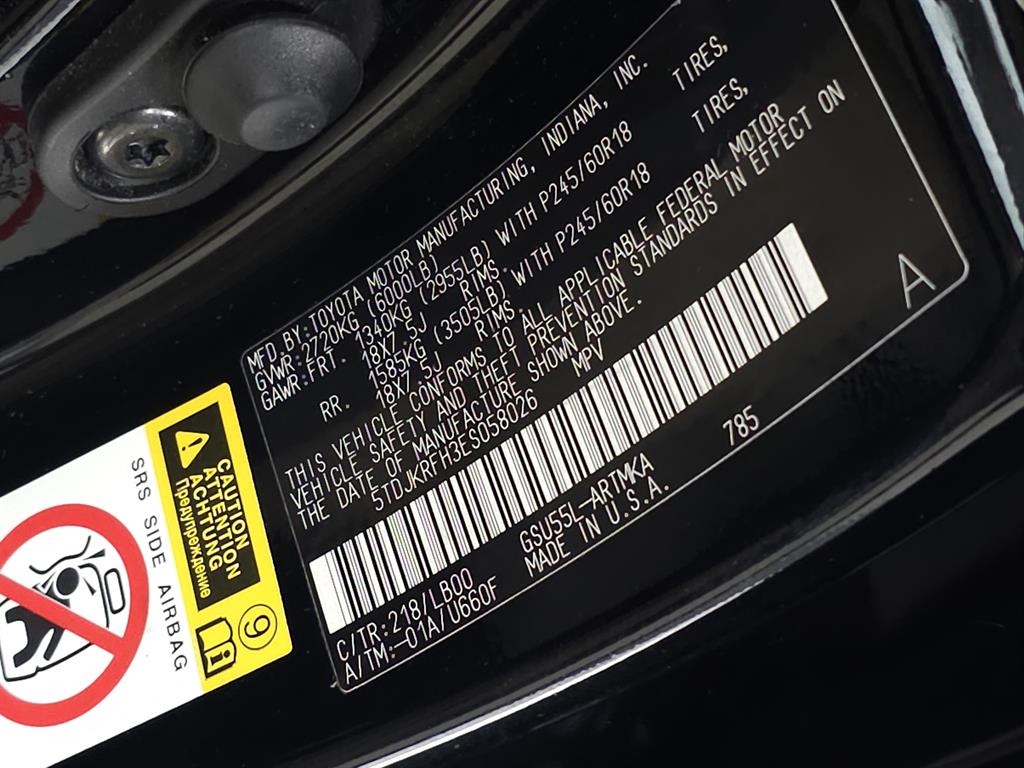 MFD BY:TOYOTA MOTOR MANUFACTURING, INDIANA, INC.
GVWR:2720KG (6000LB)
GAWR:FRT. 1340KG (2955LB) WITH P245/60R18 TIRES,
18X7.5J RIMS.
RR. 1585KG (3505LB) WITH P245/60R18 TIRES,
18X7.5J RIMS.
THIS VEHICLE CONFORMS TO ALL APPLICABLE FEDERAL MOTOR
VEHICLE SAFETY AND THEFT PREVENTION STANDARDS IN EFFECT ON
THE DATE OF MANUFACTURE SHOWN ABOVE.
5TDJKRFH3ES058026 MPV
A
C/TR:218/LB00 GSU55L-ARTMKA 785
A/TM:-01A/U660F MADE IN U.S.A.
CAUTION
ATTENTION
ACHTUNG
Предупреждение
9
i
SRS SIDE AIRBAG